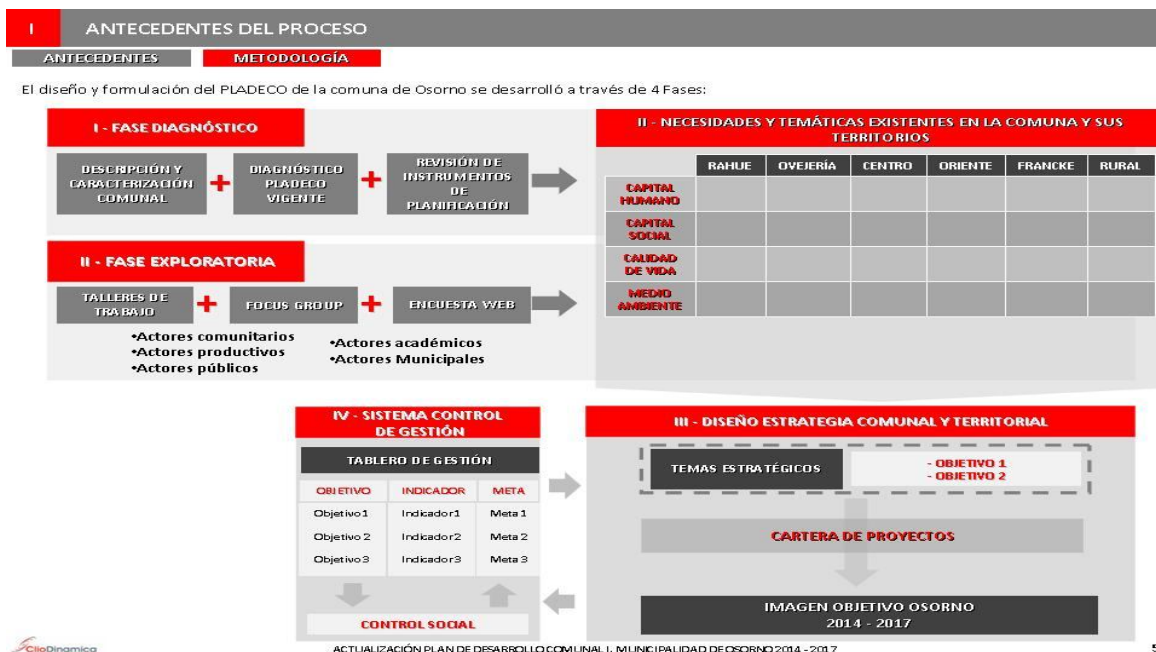 I ANTECEDENTES DEL PROCESO
ANTECEDENTES METODOLOGÍA
El diseño y formulación del PLADECO de la comuna de Osorno se desarrolló a través de 4 Fases:
I - FASE DIAGNÓSTICO
DESCRIPCIÓN Y
CARACTERIZACIÓN
COMUNAL
+
DIAGNÓSTICO
PLADECO
VIGENTE
+
REVISIÓN DE
INSTRUMENTOS
DE
PLANIFICACIÓN
II - NECESIDADES Y TEMÁTICAS EXISTENTES EN LA COMUNA Y SUS
TERRITORIOS
RAHUE OVEJERÍA CENTRO ORIENTE FRANCKE RURAL
CAPITAL
HUMANO
CAPITAL
SOCIAL
CALIDAD
DE VIDA
MEDIO
AMBIENTE
II - FASE EXPLORATORIA
TALLERES DE
TRABAJO
+
FOCUS GROUP
+
ENCUESTA WEB
•Actores comunitarios
•Actores productivos
•Actores públicos
•Actores académicos
•Actores Municipales
IV - SISTEMA CONTROL
DE GESTIÓN
TABLERO DE GESTIÓN
OBJETIVO INDICADOR META
Objetivo1 Indicador1 Meta 1
Objetivo 2 Indicador2 Meta 2
Objetivo3 Indicador3 Meta 3
CONTROL SOCIAL
III - DISEÑO ESTRATEGIA COMUNAL Y TERRITORIAL
TEMAS ESTRATÉGICOS
- OBJETIVO 1
- OBJETIVO 2
CARTERA DE PROYECTOS
IMAGEN OBJETIVO OSORNO
2014 - 2017
ClioDinamica
ACTUALIZACIÓN PLAN DE DESARROLLO COMUNAL I. MUNICIPALIDAD DE OSORNO 2014 - 2017
5